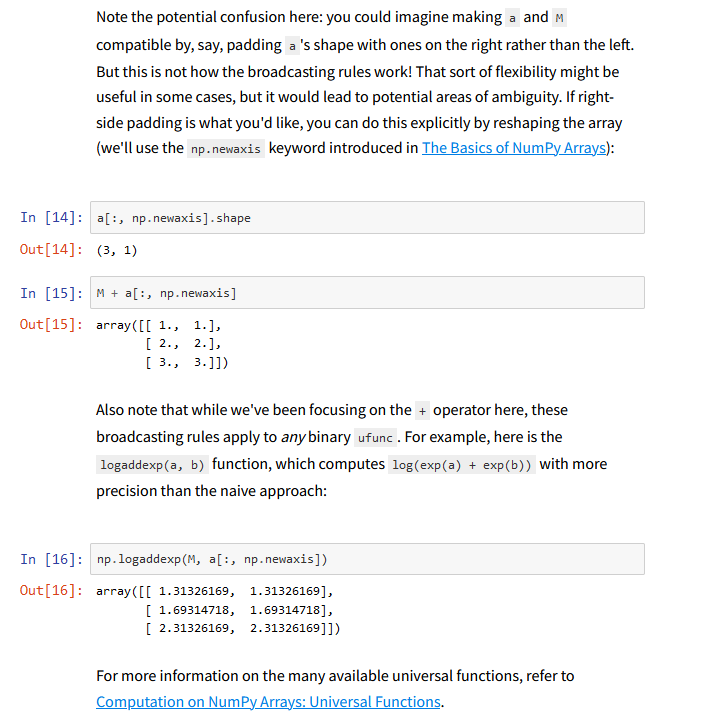 Note the potential confusion here: you could imagine making a and M
compatible by, say, padding a's shape with ones on the right rather than the left.
But this is not how the broadcasting rules work! That sort of flexibility might be
useful in some cases, but it would lead to potential areas of ambiguity. If right-
side padding is what you'd like, you can do this explicitly by reshaping the array
(we'll use the np.newaxis keyword introduced in The Basics of NumPy Arrays):
In [14]: a[:, np.newaxis].shape
Out[14]: (3, 1)
In [15]: M + a[:, np.newaxis]
Out[15]: array([[ 1.,  1.],
[ 2.,  2.],
[ 3.,  3.]])
Also note that while we've been focusing on the + operator here, these
broadcasting rules apply to any binary ufunc. For example, here is the
logaddexp(a, b) function, which computes log(exp(a) + exp(b)) with more
precision than the naive approach:
In [16]: np.logaddexp(M, a[:, np.newaxis])
Out[16]: array([[ 1.31326169,  1.31326169],
[ 1.69314718,  1.69314718],
[ 2.31326169,  2.31326169]])
For more information on the many available universal functions, refer to
Computation on NumPy Arrays: Universal Functions.